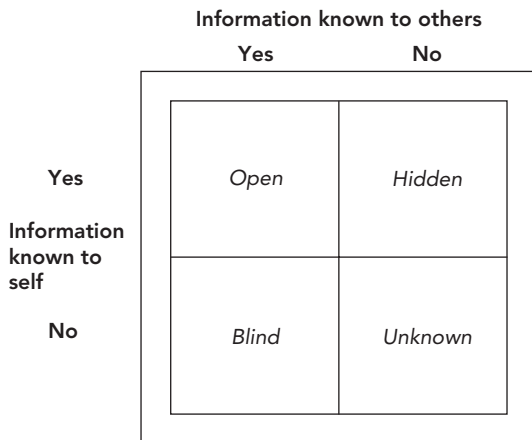 Information known to others
Yes No
Yes Open Hidden
Information
known to
self
No Blind Unknown